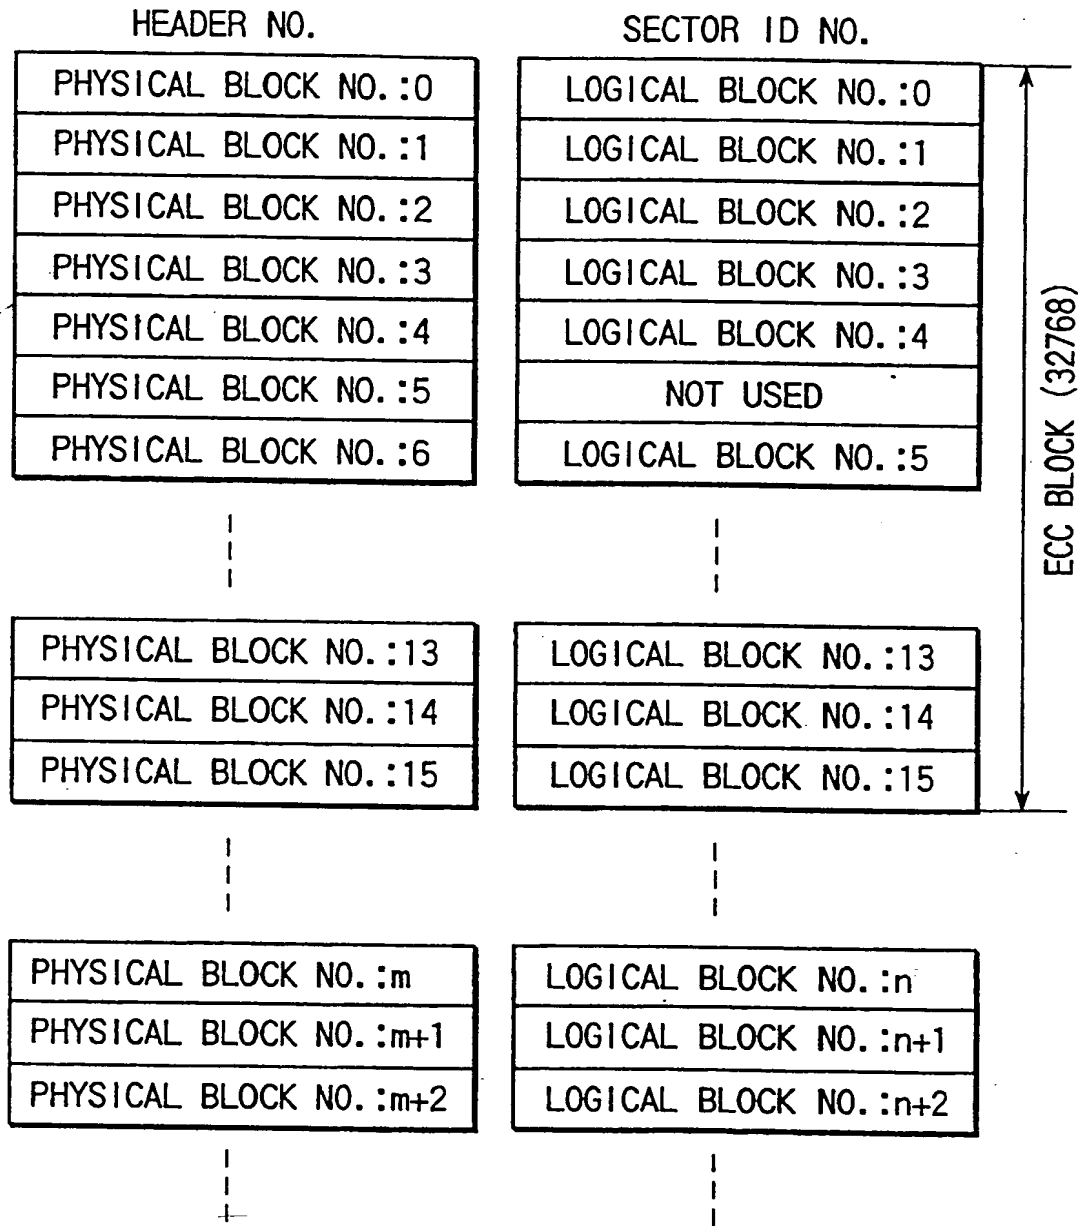 HEADER NO.
PHYSICAL BLOCK NO.:0
PHYSICAL BLOCK NO.:1
PHYSICAL BLOCK NO.:2
PHYSICAL BLOCK NO.:3
PHYSICAL BLOCK NO.:4
PHYSICAL BLOCK NO.:5
PHYSICAL BLOCK NO.:6
PHYSICAL BLOCK NO.:13
PHYSICAL BLOCK NO.:14
PHYSICAL BLOCK NO.:15
PHYSICAL BLOCK NO.:m
PHYSICAL BLOCK NO.:m+1
PHYSICAL BLOCK NO.:m+2
SECTOR ID NO.
LOGICAL BLOCK NO.:0
LOGICAL BLOCK NO.:1
LOGICAL BLOCK NO.:2
LOGICAL BLOCK NO.:3
LOGICAL BLOCK NO.:4
NOT USED
LOGICAL BLOCK NO.:5
LOGICAL BLOCK NO.:13
LOGICAL BLOCK NO.:14
LOGICAL BLOCK NO.:15
LOGICAL BLOCK NO.:n
LOGICAL BLOCK NO.:n+1
LOGICAL BLOCK NO.:n+2
ECC BLOCK (32768)